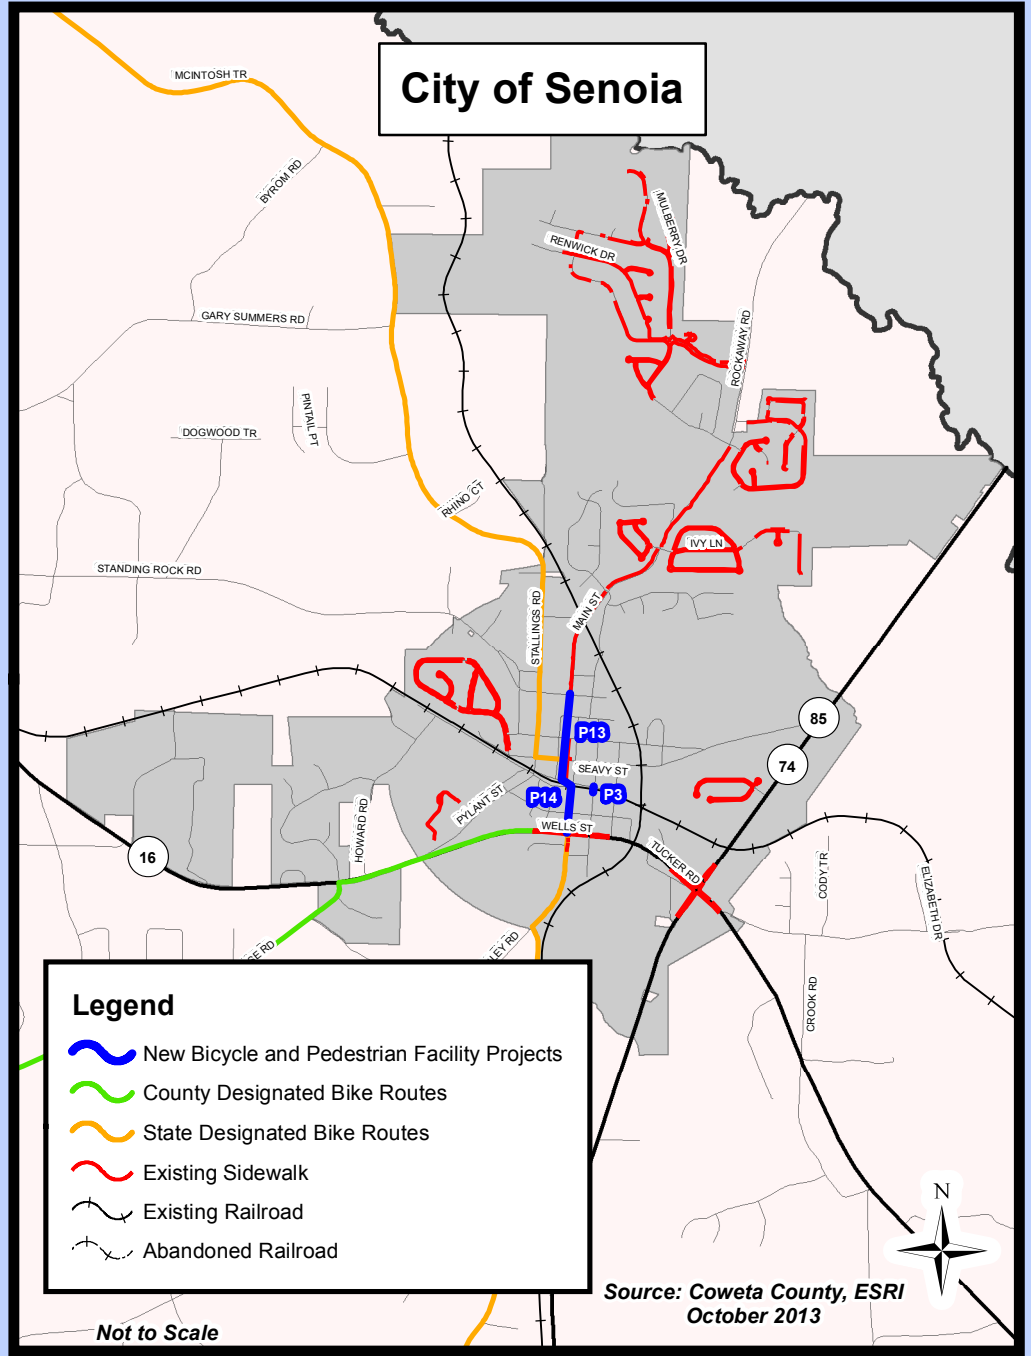 City of Senoia
MCINTOSH TR
BYROM RD
MULBERRY DR
RENWICK DR
GARY SUMMERS RD
ROCKAWAY RD
PINTAIL PT
DOGWOOD TR
RHINO CT
IVY LN
STANDING ROCK RD
STALLINGS RD
MAIN ST
85
P13
74
SEAVY ST
P14
P3
PYLANT ST
WELLS ST
HOWARD RD
16
TUCKER RD
CODY TR
ELIZABETH DR
GE RD
LEY RD
CROOK RD
Legend
New Bicycle and Pedestrian Facility Projects
County Designated Bike Routes
State Designated Bike Routes
Existing Sidewalk
Existing Railroad
Abandoned Railroad
N
Source: Coweta County, ESRI
October 2013
Not to Scale